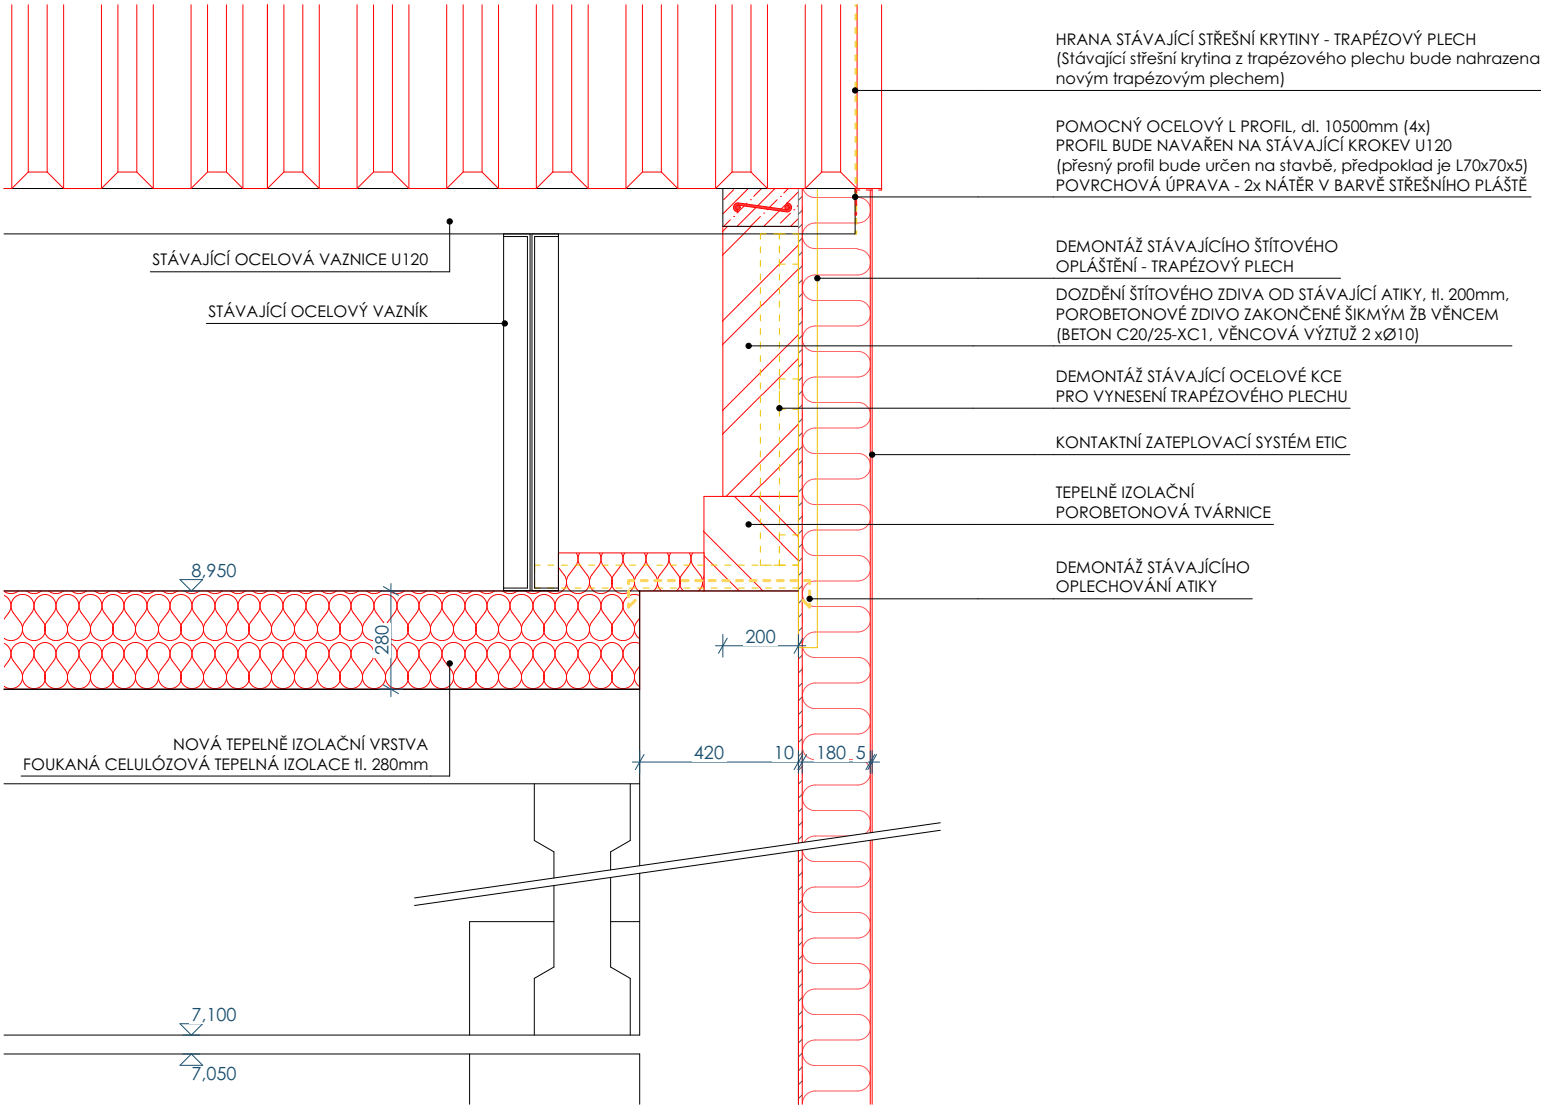 HRANA STÁVAJÍCÍ STŘEŠNÍ KRYTINY - TRAPÉZOVÝ PLECH
(Stávající střešní krytina z trapézového plechu bude nahrazena
novým trapézovým plechem)
POMOCNÝ OCELOVÝ L PROFIL, dl. 10500mm (4x)
PROFIL BUDE NAVAŘEN NA STÁVAJÍCÍ KROKEV U120
(přesný profil bude určen na stavbě, předpoklad je L70x70x5)
POVRCHOVÁ ÚPRAVA - 2x NÁTĚR V BARVĚ STŘEŠNÍHO PLÁŠTĚ
DEMONTÁŽ STÁVAJÍCÍHO ŠTÍTOVÉHO
OPLÁŠTĚNÍ - TRAPÉZOVÝ PLECH
DOZDĚNÍ ŠTÍTOVÉHO ZDIVA OD STÁVAJÍCÍ ATIKY, tl. 200mm,
POROBETONOVÉ ZDIVO ZAKONČENÉ ŠIKMÝM ŽB VĚNCEM
(BETON C20/25-XC1, VĚNCOVÁ VÝZTUŽ 2 xØ10)
DEMONTÁŽ STÁVAJÍCÍ OCELOVÉ KCE
PRO VYNESENÍ TRAPÉZOVÉHO PLECHU
KONTAKTNÍ ZATEPLOVACÍ SYSTÉM ETIC
TEPELNĚ IZOLAČNÍ
POROBETONOVÁ TVÁRNICE
DEMONTÁŽ STÁVAJÍCÍHO
OPLECHOVÁNÍ ATIKY
STÁVAJÍCÍ OCELOVÁ VAZNICE U120
STÁVAJÍCÍ OCELOVÝ VAZNÍK
8,950
280
200
NOVÁ TEPELNĚ IZOLAČNÍ VRSTVA
FOUKANÁ CELULÓZOVÁ TEPELNÁ IZOLACE tl. 280mm
420 10 180 5
7,100
7,050